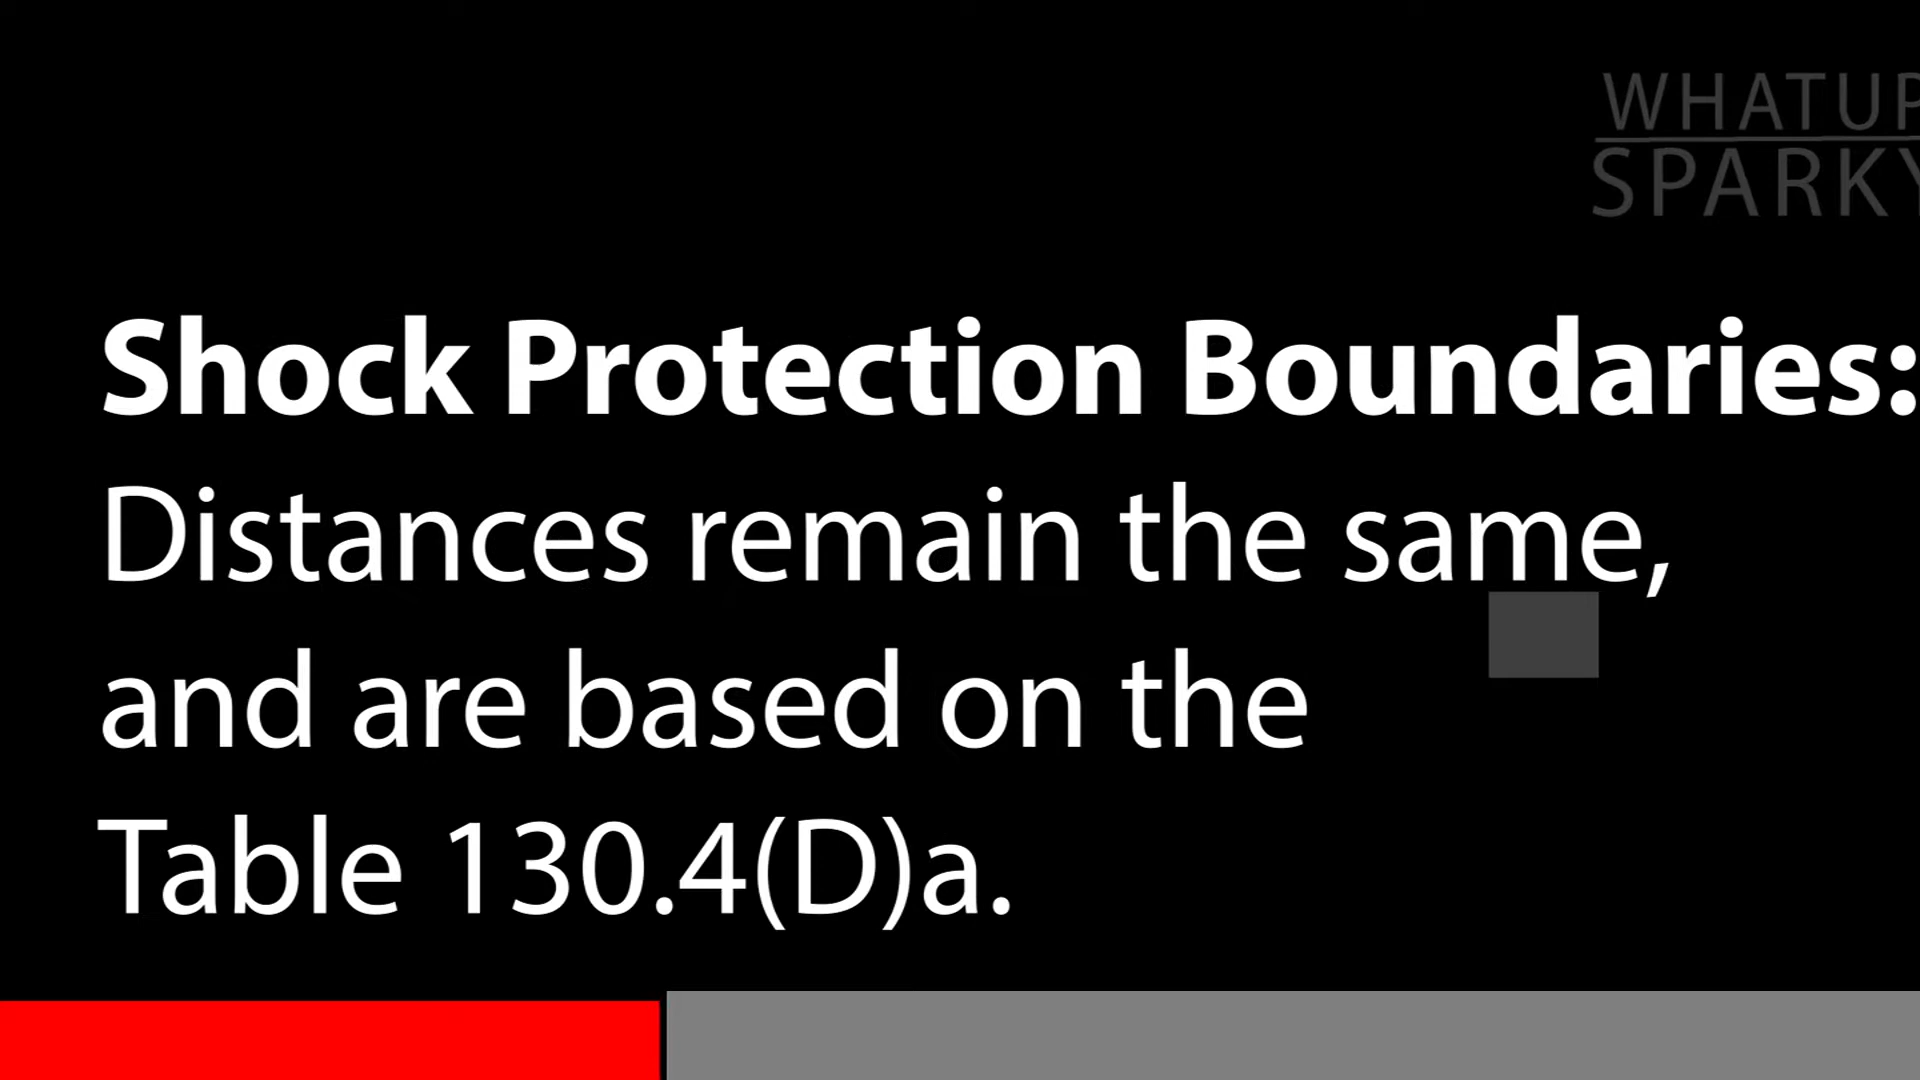 WHATUP
SPARKY
Shock Protection Boundaries:
Distances remain the same,
and are based on the
Table 130.4(D)a.